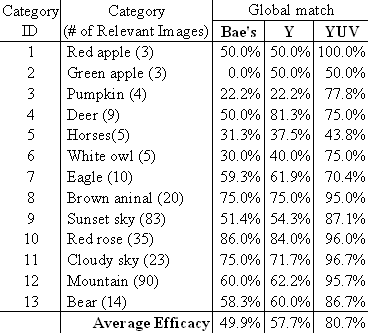 Category Category Global match
ID (# of Relevant Images) Bae's Y YUV
1 Red apple (3) 50.0% 50.0% 100.0%
2 Green apple (3) 0.0% 50.0% 50.0%
3 Pumpkin (4) 22.2% 22.2% 77.8%
4 Deer (9) 50.0% 81.3% 75.0%
5 Horses(5) 31.3% 37.5% 43.8%
6 White owl (5) 30.0% 40.0% 75.0%
7 Eagle (10) 59.3% 61.9% 70.4%
8 Brown aninal (20) 75.0% 75.0% 95.0%
9 Sunset sky (83) 51.4% 54.3% 87.1%
10 Red rose (35) 86.0% 84.0% 96.0%
11 Cloudy sky (23) 75.0% 71.7% 96.7%
12 Mountain (90) 60.0% 62.2% 95.7%
13 Bear (14) 58.3% 60.0% 86.7%
Average Efficacy 49.9% 57.7% 80.7%